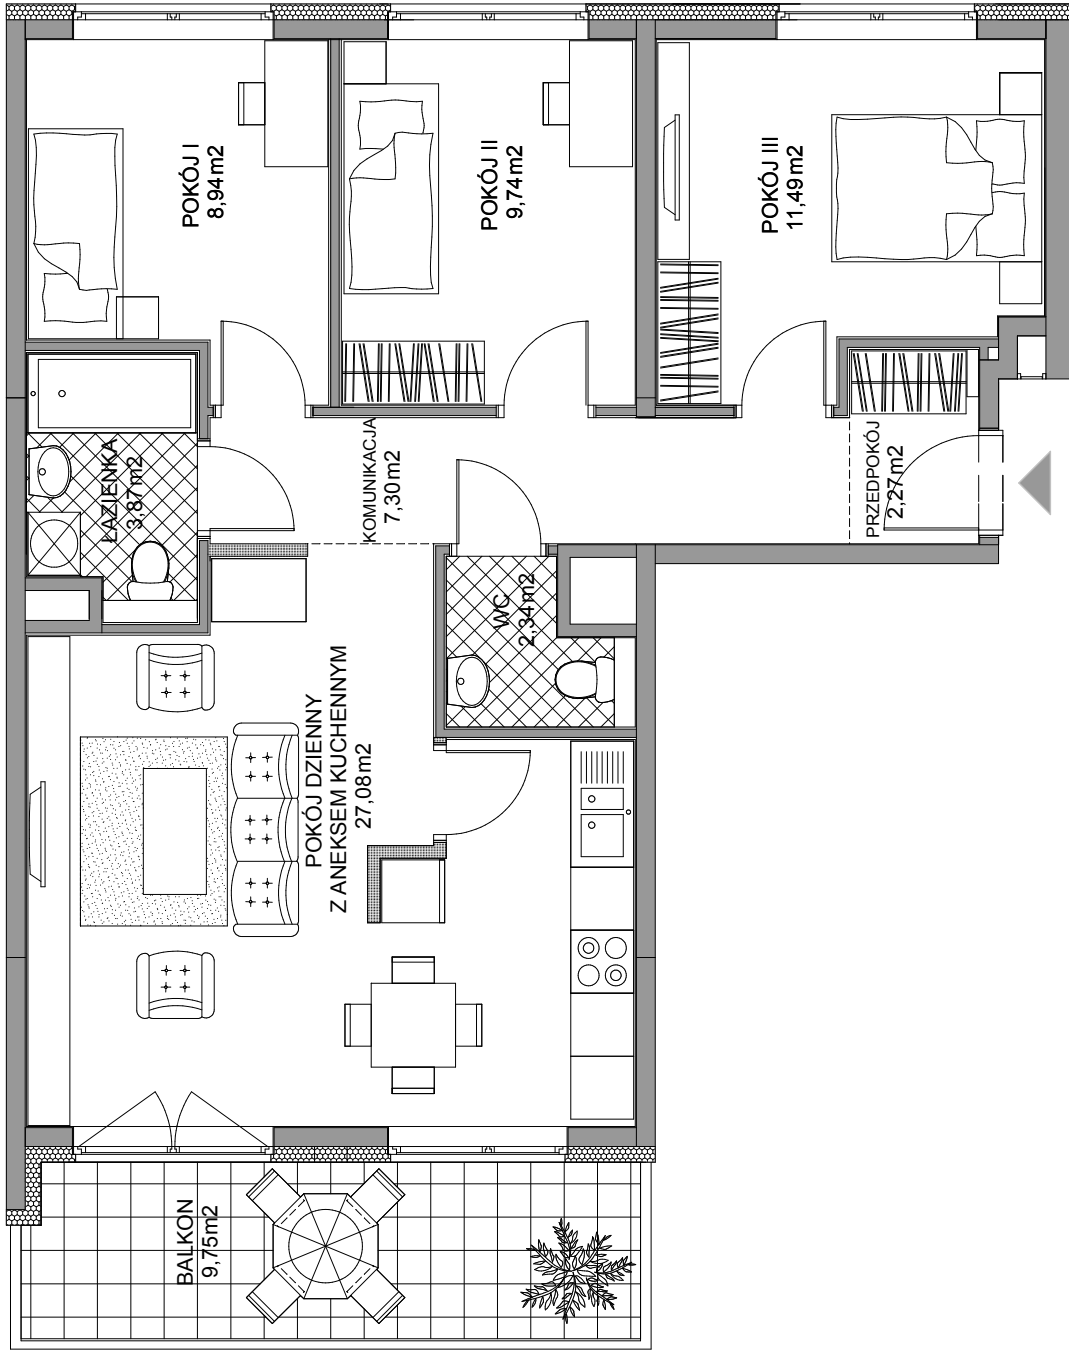 POKÓJ I
8,94m2
POKÓJ II
9,74m2
POKÓJ III
11,49m2
ŁAZIENKA
3,87m2
KOMUNIKACJA
7,30m2
PRZEDPOKÓJ
2,27m2
WC
2,34m2
POKÓJ DZIENNY
Z ANEKSEM KUCHENNYM
27,08m2
BALKON
9,75m2